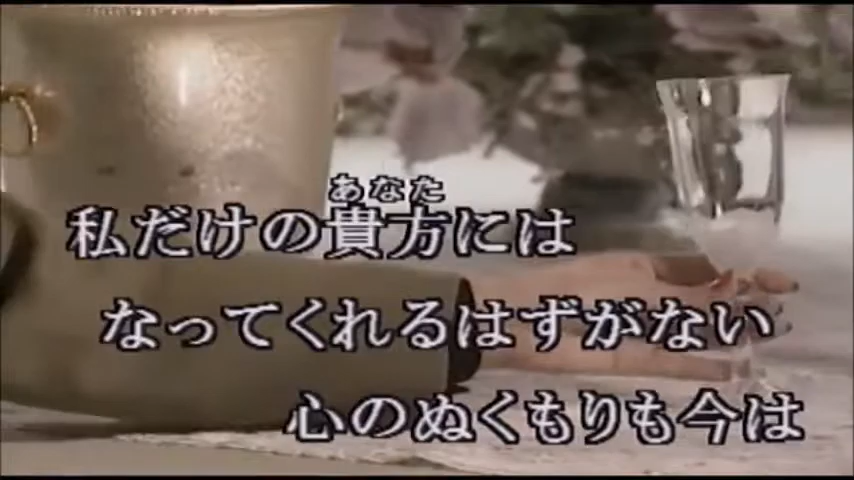 あなた
私だけの貴方には
なってくれるはずがない
心のぬくもりも今は